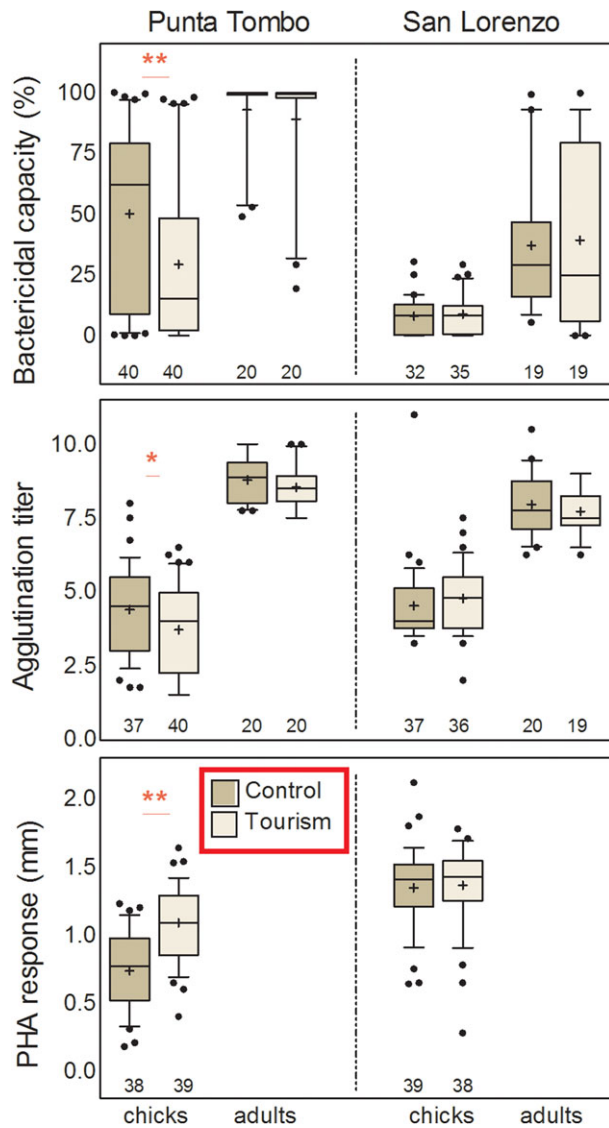 Punta Tombo San Lorenzo
**
100
75
50
25
0
Bactericidal capacity (%)
40 40 20 20 32 35 19 19
*
10.0
7.5
5.0
2.5
0.0
Agglutination titer
37 40 20 20 37 36 20 19
**
Control
Tourism
2.0
1.5
1.0
0.5
0.0
PHA response (mm)
38 39 39 38
chicks adults chicks adults